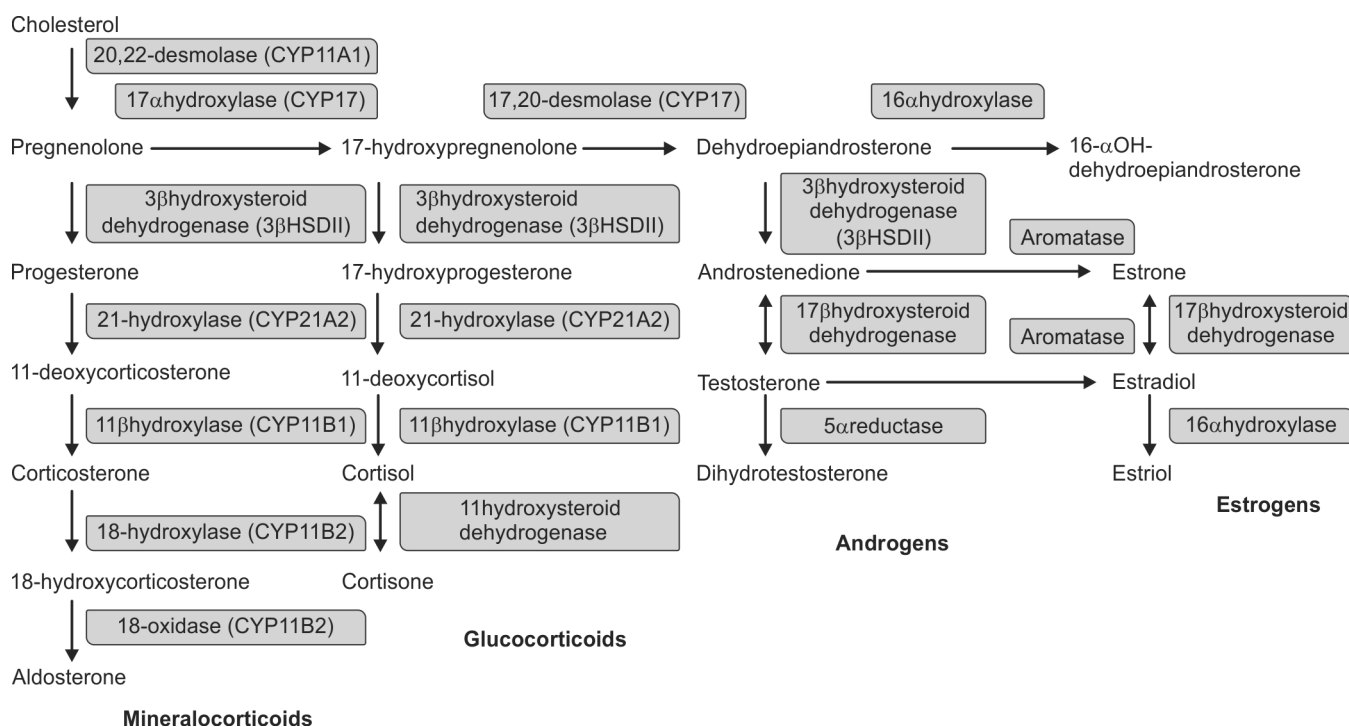 Cholesterol
20,22-desmolase (CYP11A1)
17αhydroxylase (CYP17)
17,20-desmolase (CYP17)
16αhydroxylase
Pregnenolone
17-hydroxypregnenolone
Dehydroepiandrosterone
16-αOH-
dehydroepiandrosterone
3βhydroxysteroid
dehydrogenase (3βHSDII)
3βhydroxysteroid
dehydrogenase (3βHSDII)
3βhydroxysteroid
dehydrogenase
(3βHSDII)
Aromatase
Progesterone
17-hydroxyprogesterone
Androstenedione
Estrone
21-hydroxylase (CYP21A2)
21-hydroxylase (CYP21A2)
17βhydroxysteroid
dehydrogenase
Aromatase
17βhydroxysteroid
dehydrogenase
11-deoxycorticosterone
11-deoxycortisol
Testosterone
Estradiol
11βhydroxylase (CYP11B1)
11βhydroxylase (CYP11B1)
5αreductase
16αhydroxylase
Corticosterone
Cortisol
Dihydrotestosterone
Estriol
18-hydroxylase (CYP11B2)
11hydroxysteroid
dehydrogenase
Androgens
Estrogens
18-hydroxycorticosterone
Cortisone
18-oxidase (CYP11B2)
Glucocorticoids
Aldosterone
Mineralocorticoids